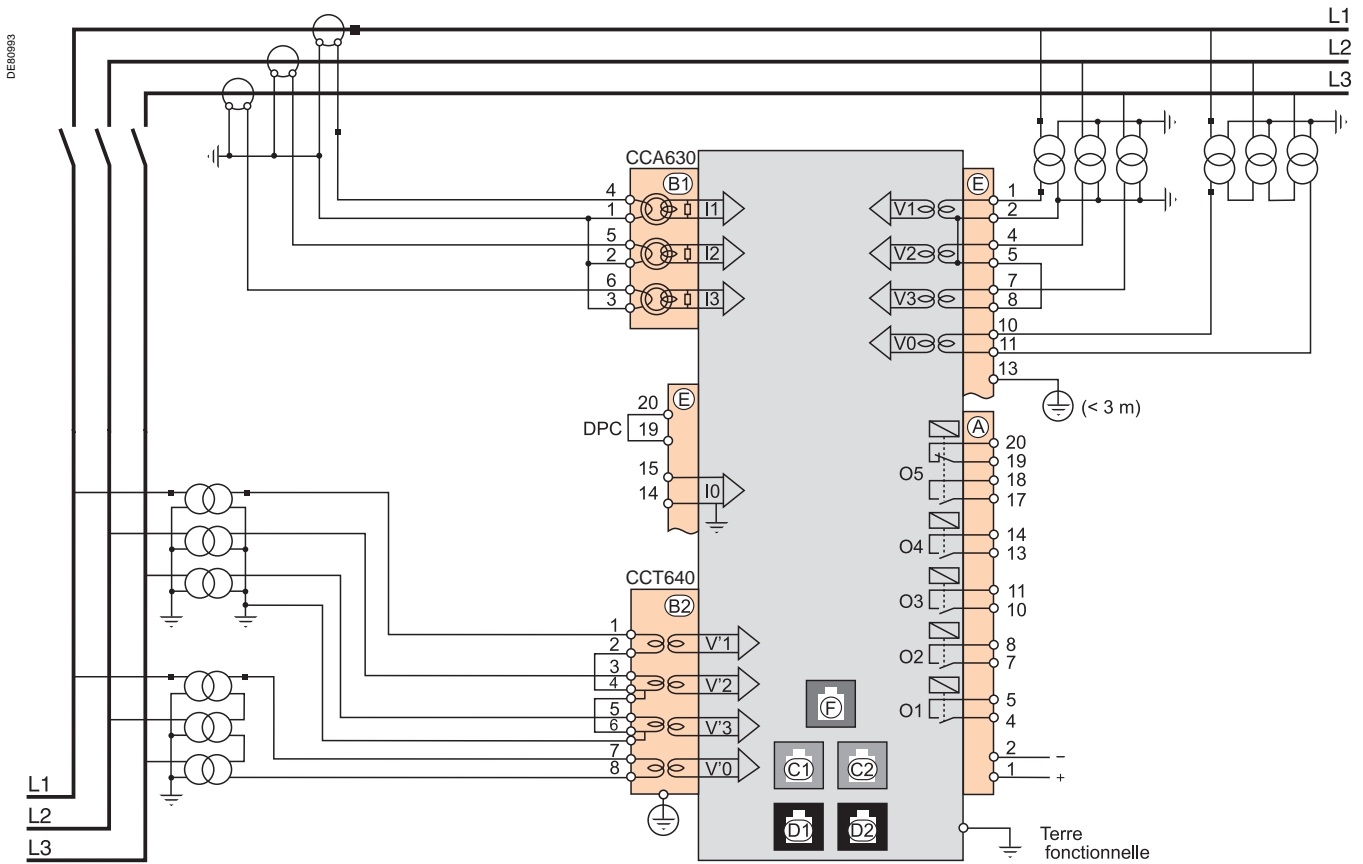 DE80993
L1
L2
L3
CCA630
B1
4
1
5
2
6
3
I1
I2
I3
E
V1
V2
V3
V0
1
2
4
5
7
8
10
11
13
(< 3 m)
E
20
DPC 19
15
14
I0
A
O5
20
19
18
17
O4
14
13
O3
11
10
O2
8
7
O1
5
4
2 –
1 +
CCT640
B2
1
2
3
4
5
6
7
8
V'1
V'2
V'3
V'0
F
C1 C2
D1 D2
Terre
fonctionnelle
L1
L2
L3